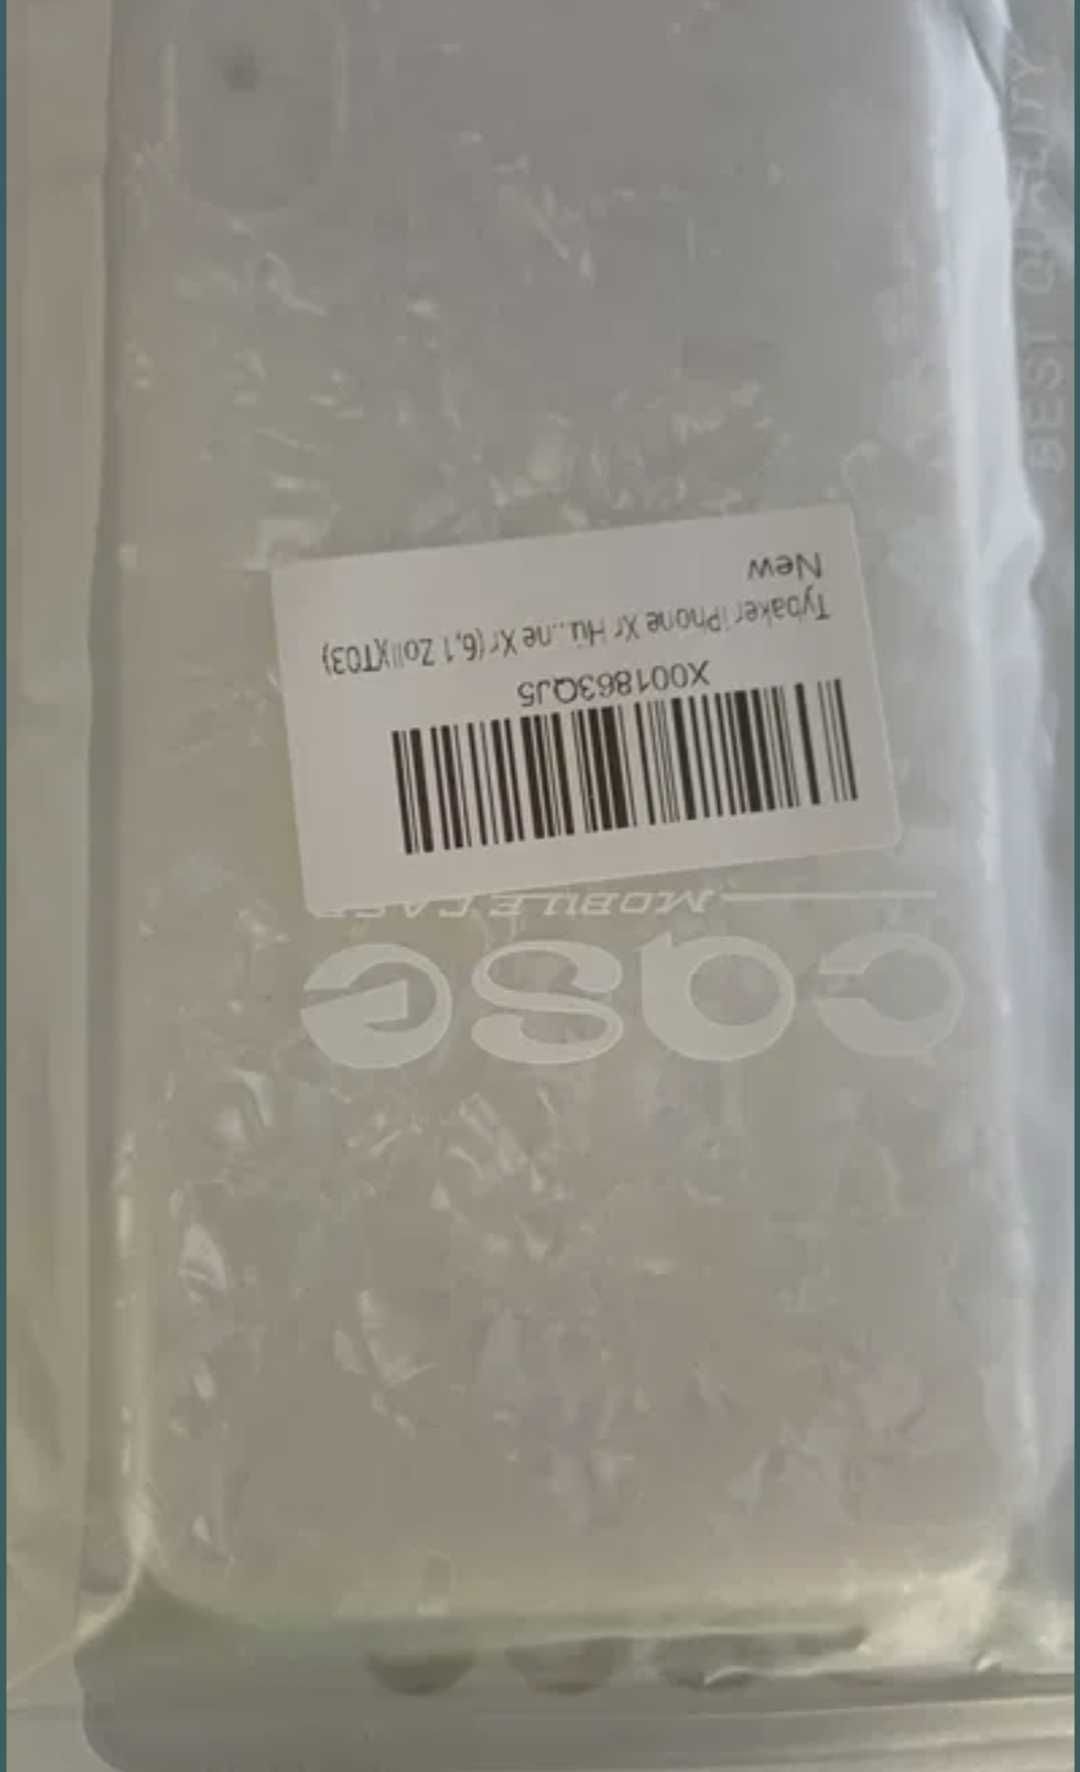 case
MOBILE CASE
X001863QJ5
Tybaker iPhone Xr Hü...ne Xr (6,1 Zoll)(T03)
New
BEST QUALITY